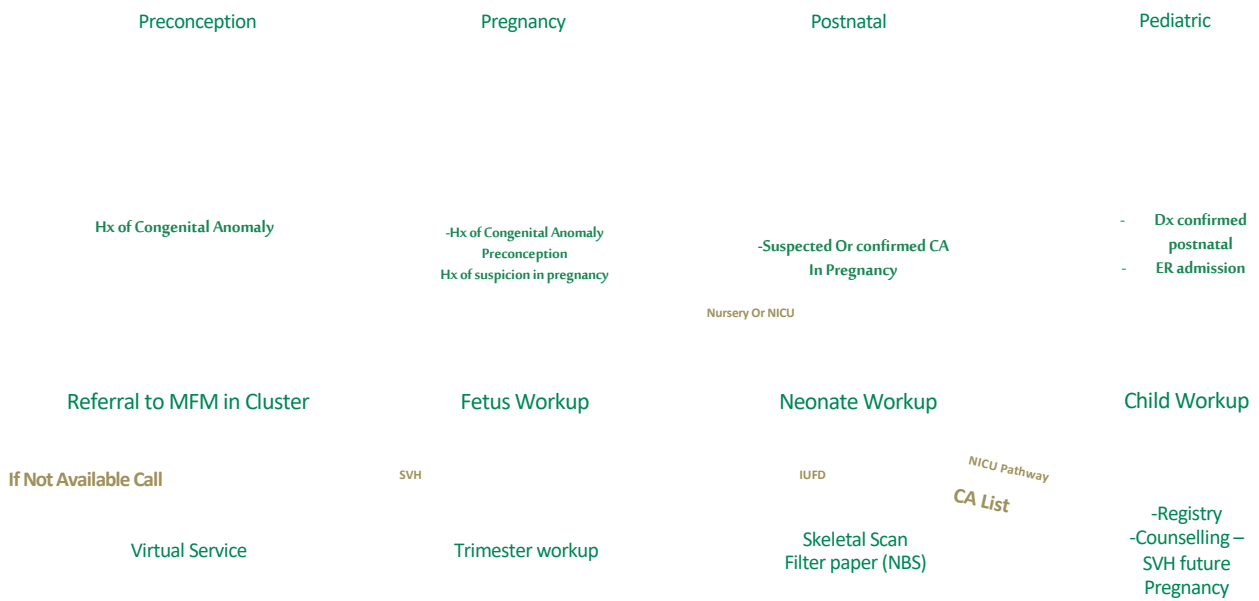 Preconception
Pregnancy
Postnatal
Pediatric
Hx of Congenital Anomaly
-Hx of Congenital Anomaly
Preconception
Hx of suspicion in pregnancy
-Suspected Or confirmed CA
In Pregnancy
- Dx confirmed
postnatal
- ER admission
Nursery Or NICU
Referral to MFM in Cluster
Fetus Workup
Neonate Workup
Child Workup
If Not Available Call
SVH
IUFD
NICU Pathway
CA List
Virtual Service
Trimester workup
Skeletal Scan
Filter paper (NBS)
-Registry
-Counselling –
SVH future
Pregnancy